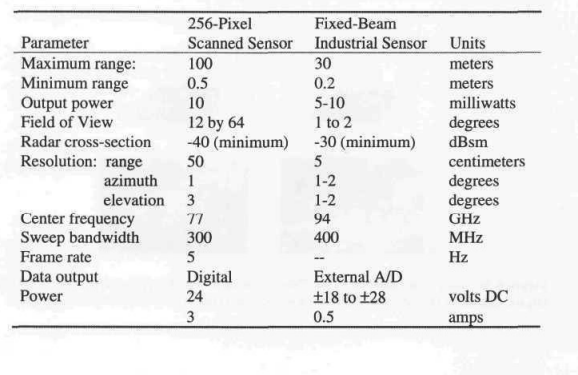 256-Pixel Fixed-Beam
Parameter Scanned Sensor Industrial Sensor Units
Maximum range: 100 30 meters
Minimum range 0.5 0.2 meters
Output power 10 5-10 milliwatts
Field of View 12 by 64 1 to 2 degrees
Radar cross-section -40 (minimum) -30 (minimum) dBsm
Resolution: range 50 5 centimeters
azimuth 1 1-2 degrees
elevation 3 1-2 degrees
Center frequency 77 94 GHz
Sweep bandwidth 300 400 MHz
Frame rate 5 -- Hz
Data output Digital External A/D
Power 24 ±18 to ±28 volts DC
3 0.5 amps